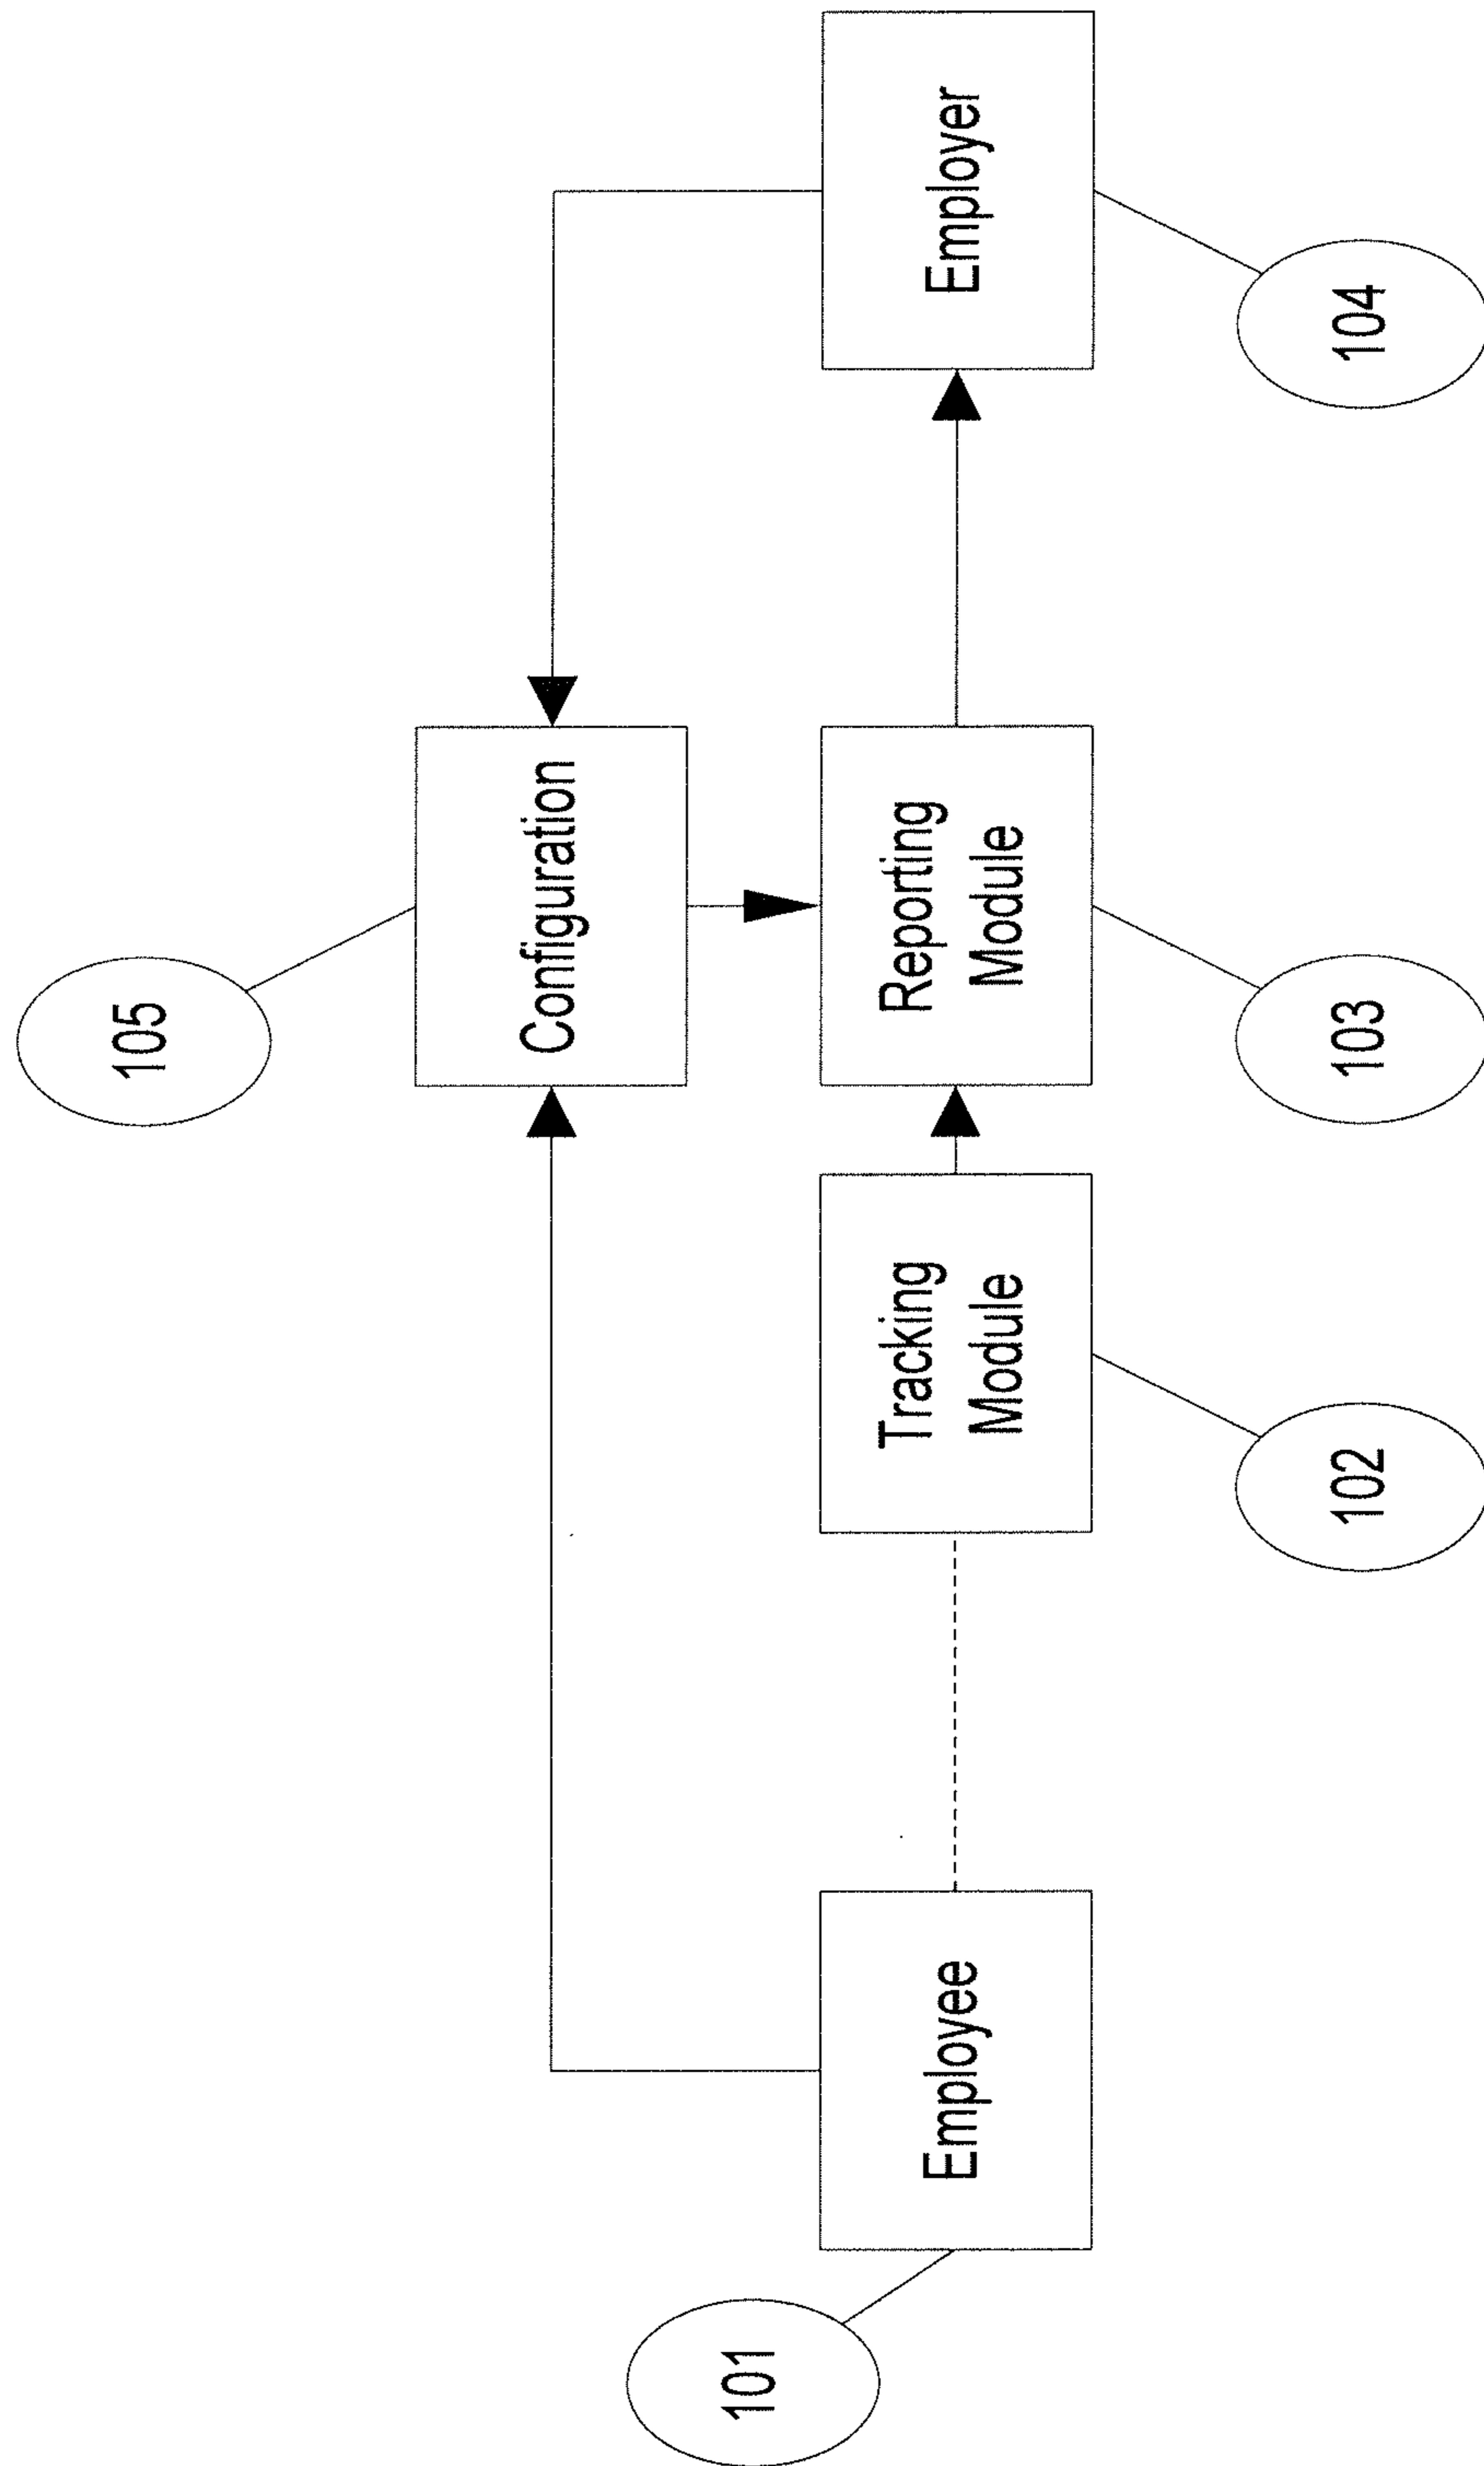 105
Configuration
Employee
Tracking
Module
Reporting
Module
Employer
101
102
103
104